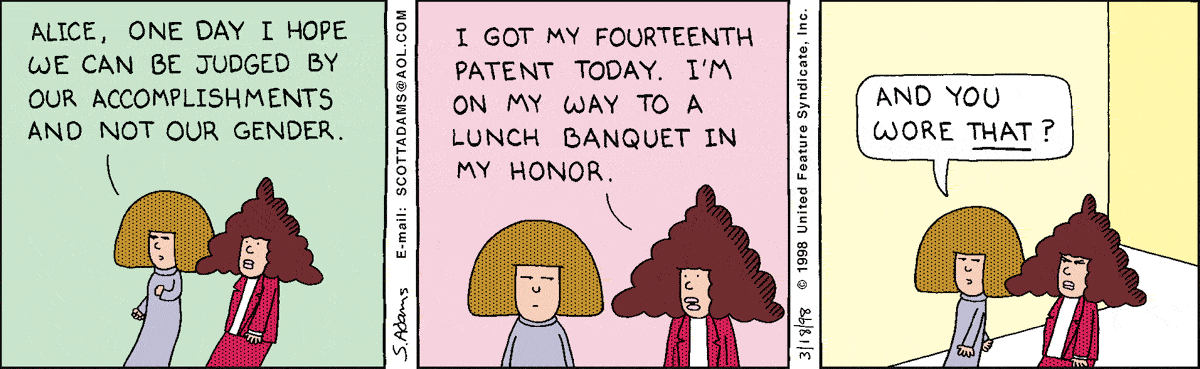 ALICE, ONE DAY I HOPE
WE CAN BE JUDGED BY
OUR ACCOMPLISHMENTS
AND NOT OUR GENDER.
S.Adams
E-mail: SCOTTADAMS@AOL.COM
I GOT MY FOURTEENTH
PATENT TODAY. I'M
ON MY WAY TO A
LUNCH BANQUET IN
MY HONOR.
3/18/98 © 1998 United Feature Syndicate, Inc.
AND YOU
WORE THAT?